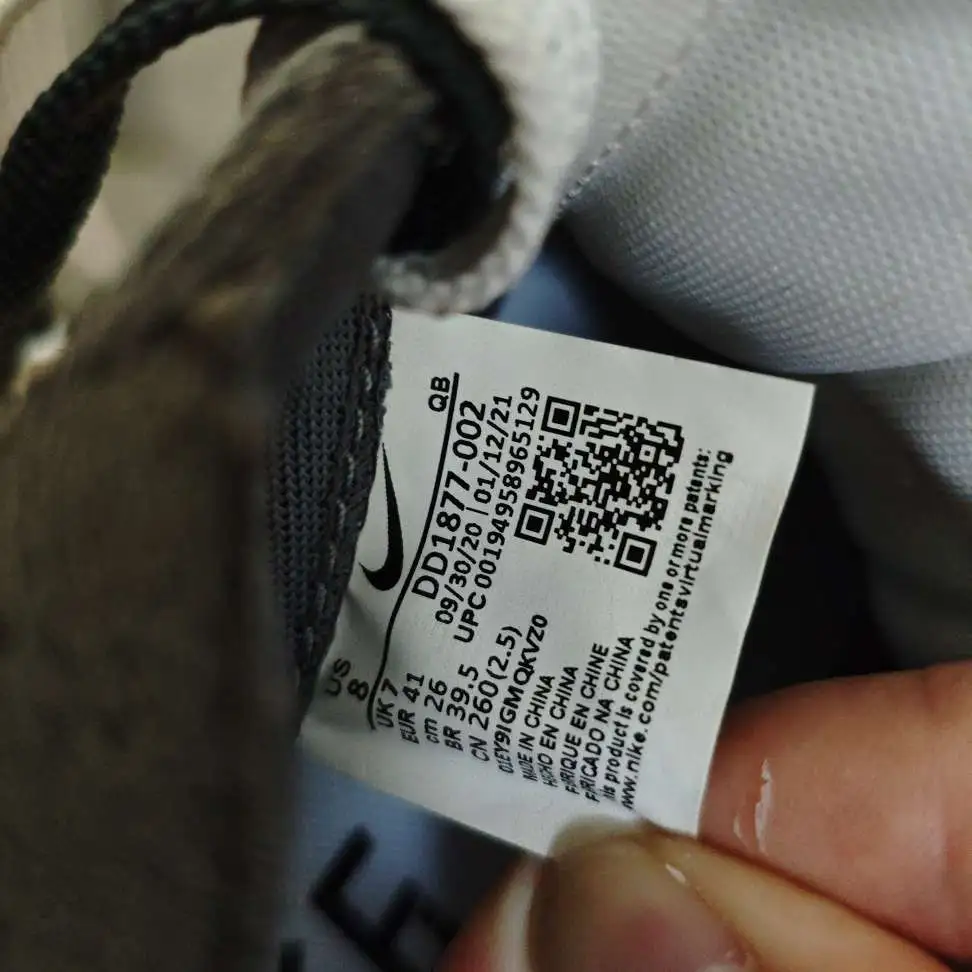 QB
DD1877-002
09/30/20 | 01/12/21
UPC 00194958965129
US
8
UK 7
EUR 41
cm 26
BR 39.5
CN 260(2.5)
01EY9IGMQKVZ0
MADE IN CHINA
HECHO EN CHINA
FABRIQUE EN CHINE
FABRICADO NA CHINA
is product is covered by one or more patents:
www.nike.com/patentsvirtualmarking